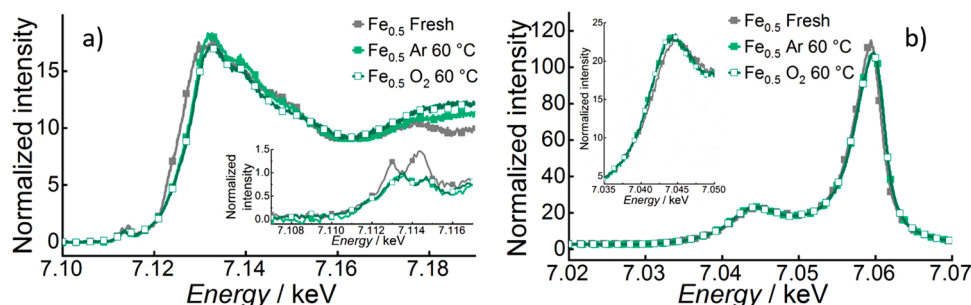 a)
Fe0.5 Fresh
Fe0.5 Ar 60 °C
Fe0.5 O2 60 °C
Normalized intensity
15
10
5
0
7.10 7.12 7.14 7.16 7.18
Energy / keV
Normalized
intensity
1.5
1.0
0.5
0.0
7.108 7.110 7.112 7.114 7.116
Energy / keV
b)
Fe0.5 Fresh
Fe0.5 Ar 60 °C
Fe0.5 O2 60 °C
Normalized intensity
120
100
80
60
40
20
0
7.02 7.03 7.04 7.05 7.06 7.07
Energy / keV
Normalized intensity
25
20
15
10
5
7.035 7.040 7.045 7.050
Energy / keV